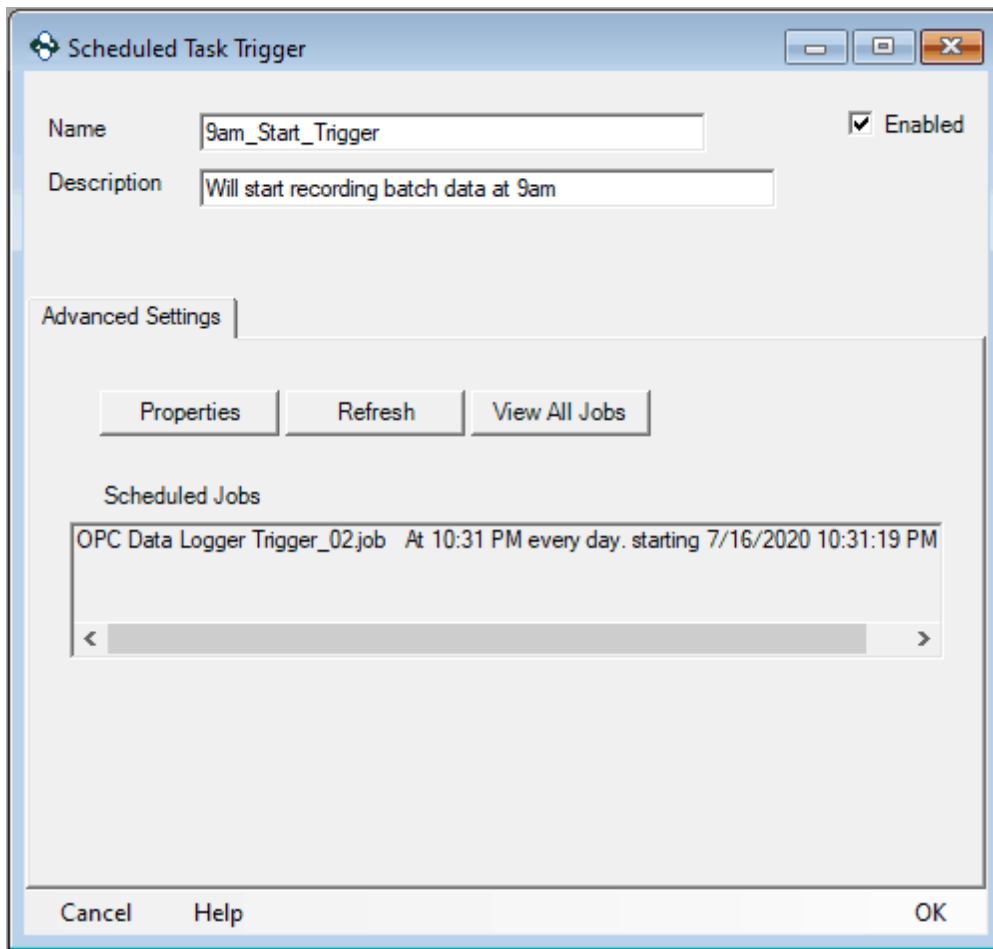 Scheduled Task Trigger
Name 9am_Start_Trigger Enabled
Description Will start recording batch data at 9am
Advanced Settings
Properties Refresh View All Jobs
Scheduled Jobs
OPC Data Logger Trigger_02.job At 10:31 PM every day. starting 7/16/2020 10:31:19 PM
Cancel Help OK